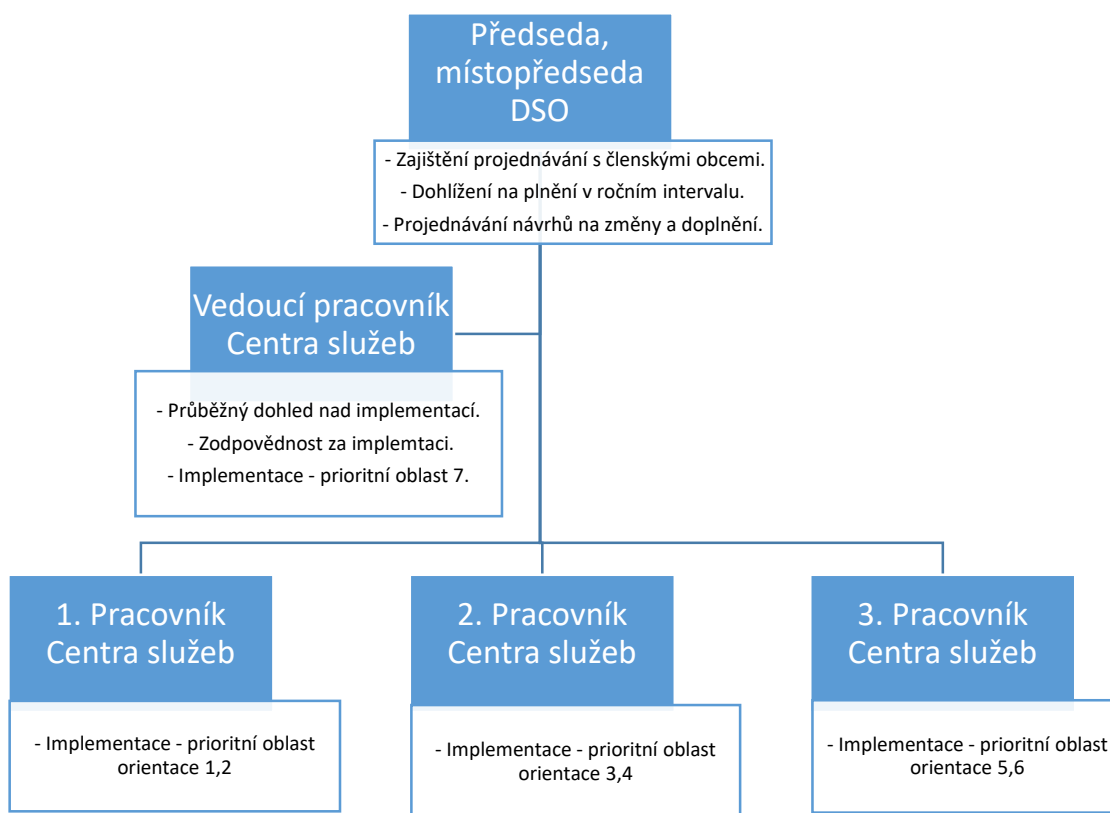 Předseda,
místopředseda
DSO
- Zajištění projednávání s členskými obcemi.
- Dohlížení na plnění v ročním intervalu.
- Projednávání návrhů na změny a doplnění.
Vedoucí pracovník
Centra služeb
- Průběžný dohled nad implementací.
- Zodpovědnost za implemtaci.
- Implementace - prioritní oblast 7.
1. Pracovník
Centra služeb
- Implementace - prioritní oblast
orientace 1,2
2. Pracovník
Centra služeb
- Implementace - prioritní oblast
orientace 3,4
3. Pracovník
Centra služeb
- Implementace - prioritní oblast
orientace 5,6